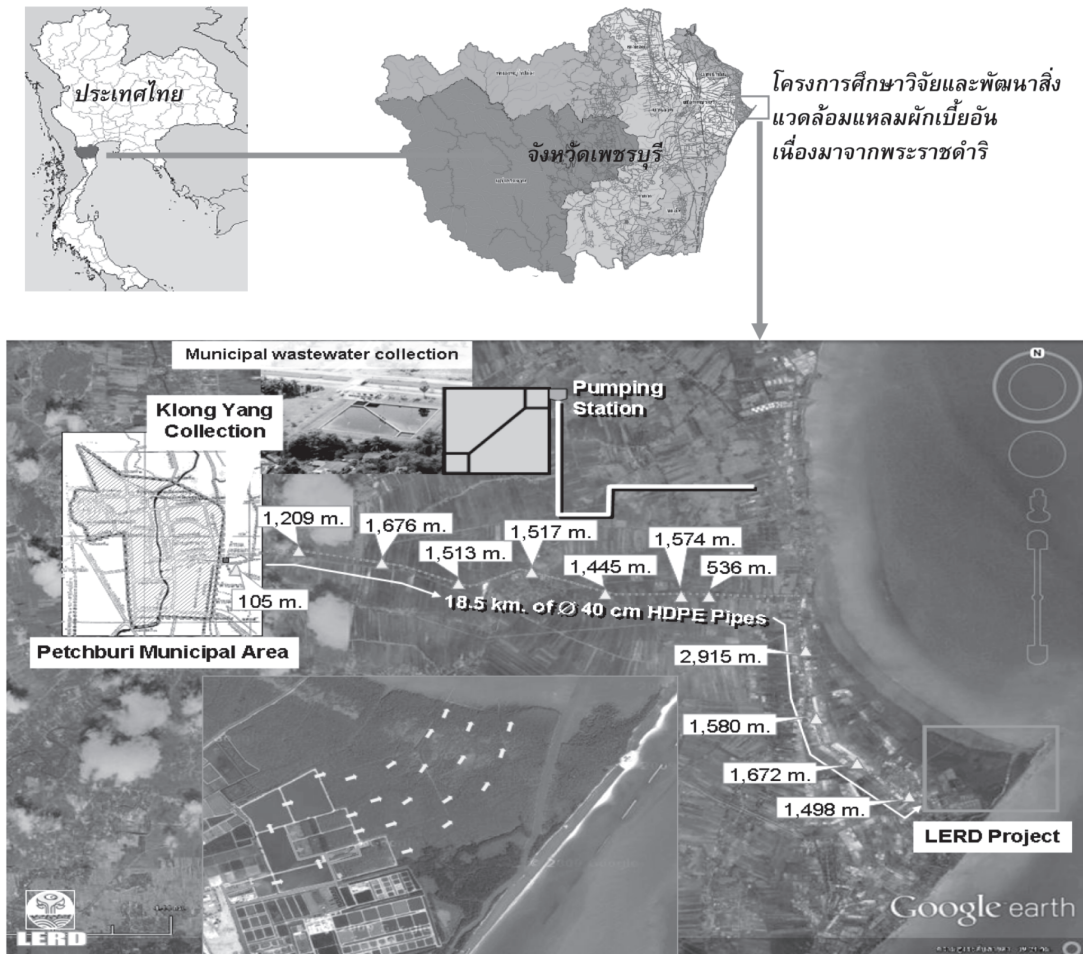 ประเทศไทย
จังหวัดเพชรบุรี
โครงการศึกษาวิจัยและพัฒนาสิ่ง
แวดล้อมแหลมผักเบี้ยอัน
เนื่องมาจากพระราชดำริ
Municipal wastewater collection
N
Pumping
Station
Klong Yang
Collection
1,209 m.
1,676 m.
1,513 m.
1,517 m.
1,445 m.
1,574 m.
536 m.
105 m.
18.5 km. of Ø 40 cm HDPE Pipes
Petchburi Municipal Area
2,915 m.
1,580 m.
1,672 m.
1,498 m.
LERD Project
LERD
Google earth